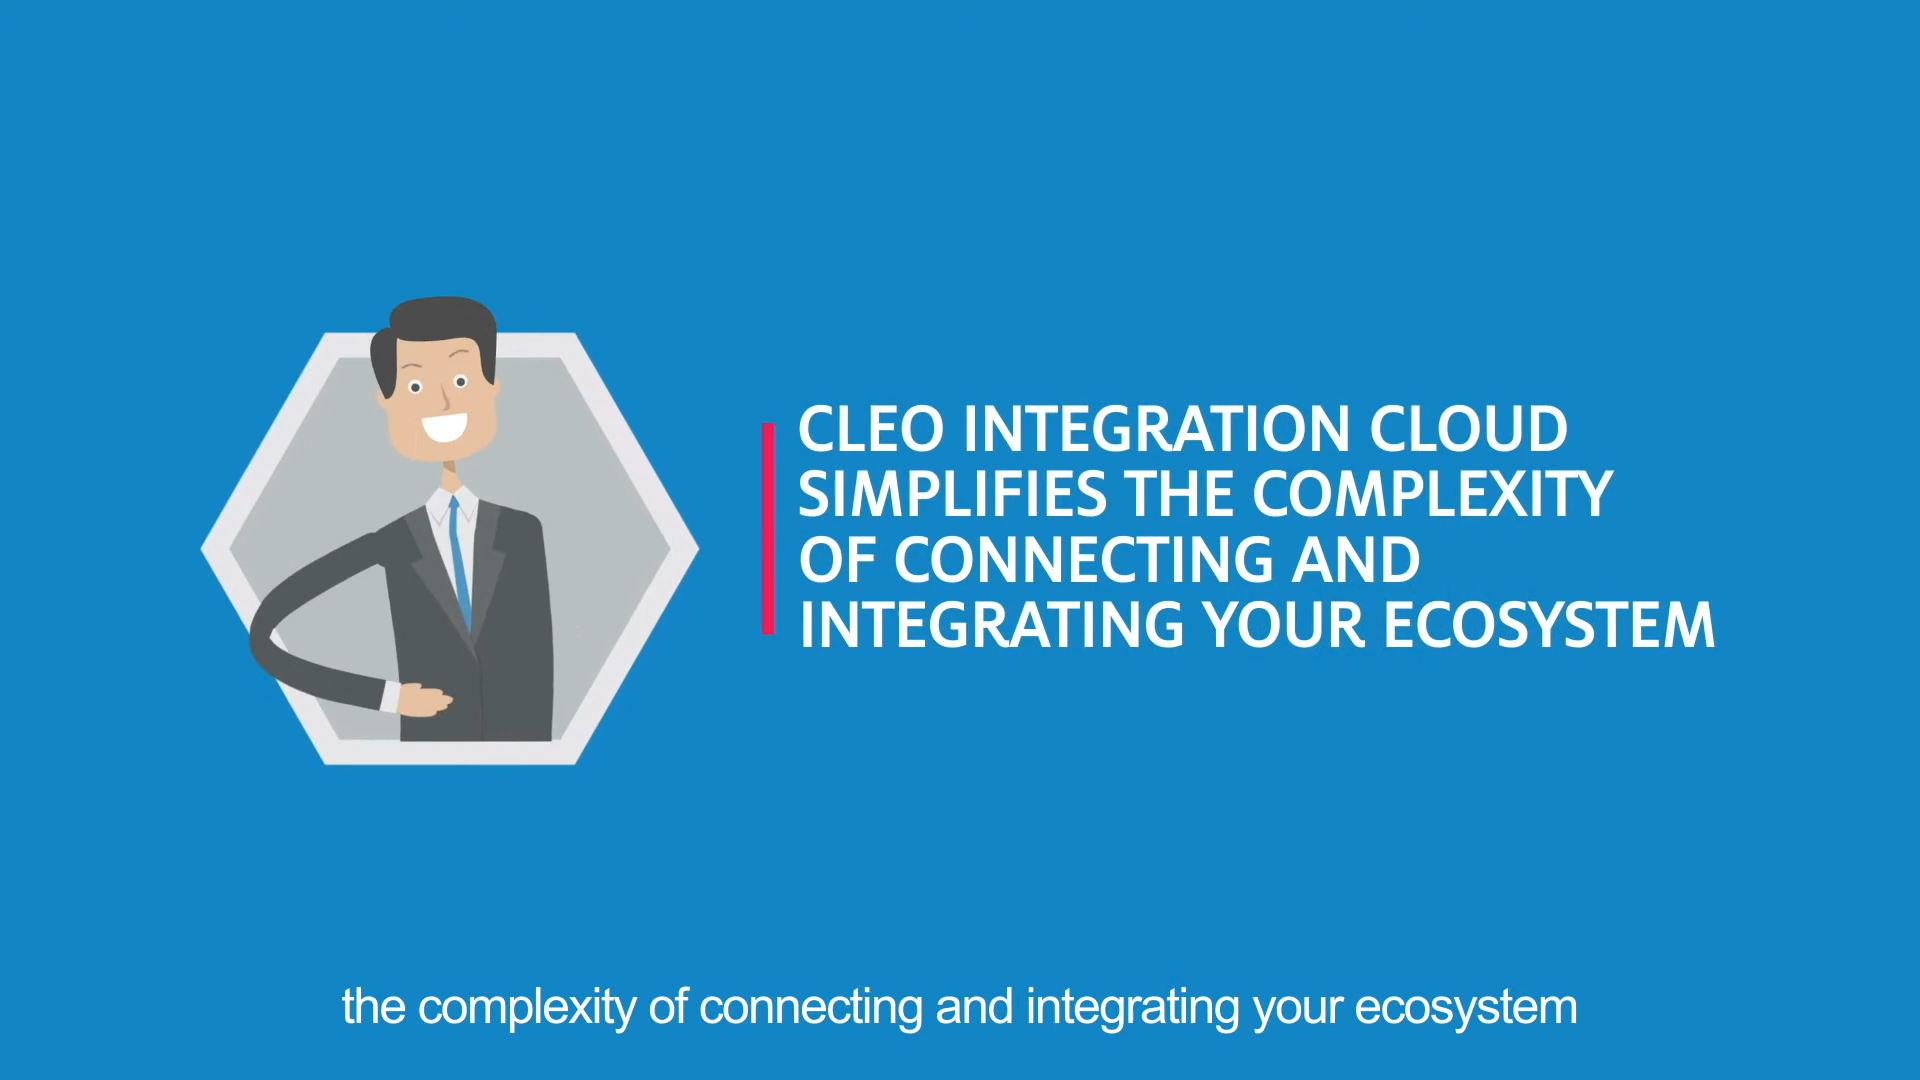 CLEO INTEGRATION CLOUD
SIMPLIFIES THE COMPLEXITY
OF CONNECTING AND
INTEGRATING YOUR ECOSYSTEM
the complexity of connecting and integrating your ecosystem